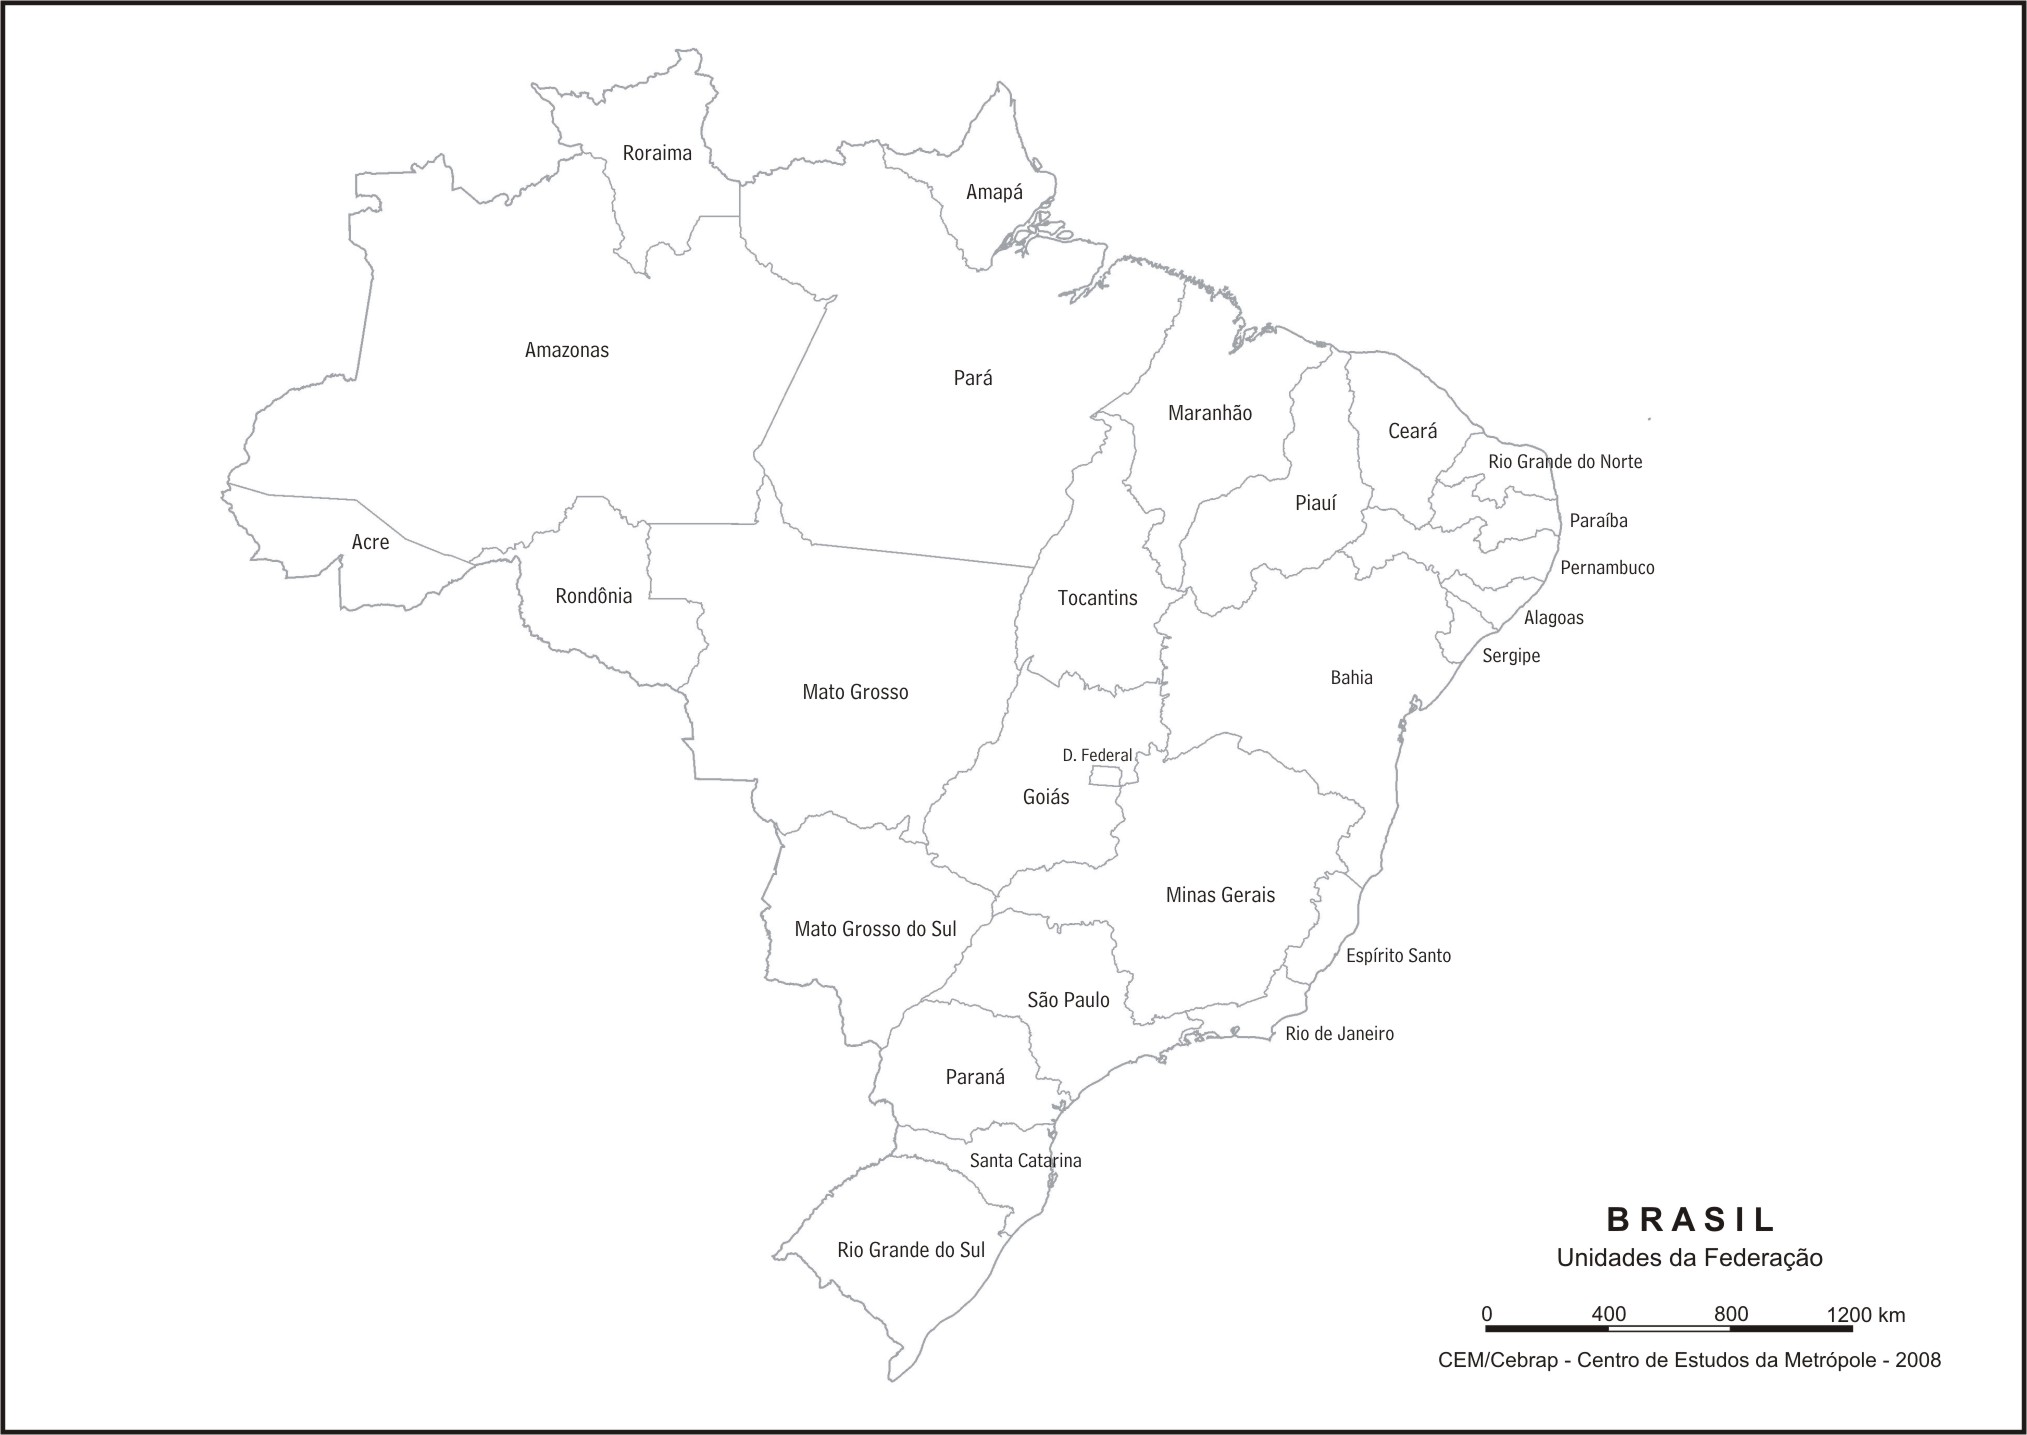 Roraima
Amapá
Amazonas
Pará
Maranhão
Ceará
Rio Grande do Norte
Piauí
Paraíba
Acre
Pernambuco
Rondônia
Tocantins
Alagoas
Sergipe
Bahia
Mato Grosso
D. Federal
Goiás
Minas Gerais
Mato Grosso do Sul
Espírito Santo
São Paulo
Rio de Janeiro
Paraná
Santa Catarina
Rio Grande do Sul
BRASIL
Unidades da Federação
0 400 800 1200 km
CEM/Cebrap - Centro de Estudos da Metrópole - 2008